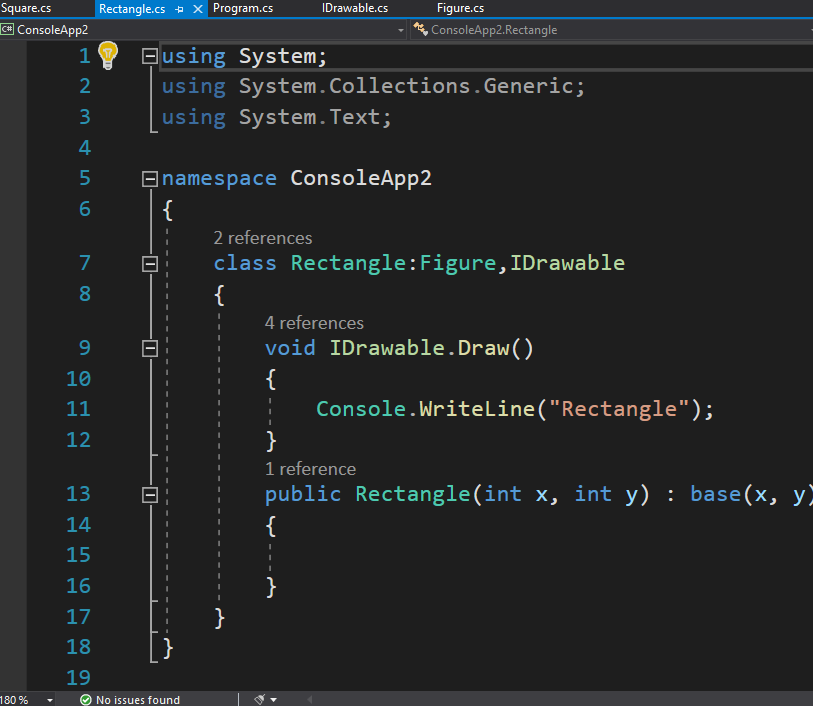 Square.cs Rectangle.cs Program.cs IDrawable.cs Figure.cs
C# ConsoleApp2 ConsoleApp2.Rectangle
1 using System;
2 using System.Collections.Generic;
3 using System.Text;
4
5 namespace ConsoleApp2
6 {
2 references
7 class Rectangle:Figure,IDrawable
8 {
4 references
9 void IDrawable.Draw()
10 {
11 Console.WriteLine("Rectangle");
12 }
1 reference
13 public Rectangle(int x, int y) : base(x, y)
14 {
15
16 }
17 }
18 }
19
180 % No issues found